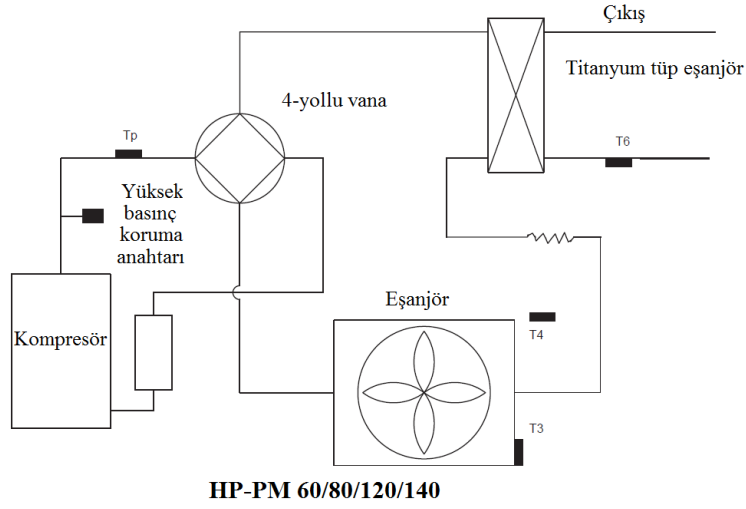 Çıkış
Titanyum tüp eşanjör
4-yollu vana
Tp
T6
Yüksek
basınç
koruma
anahtarı
Eşanjör
Kompresör
T4
T3
HP-PM 60/80/120/140